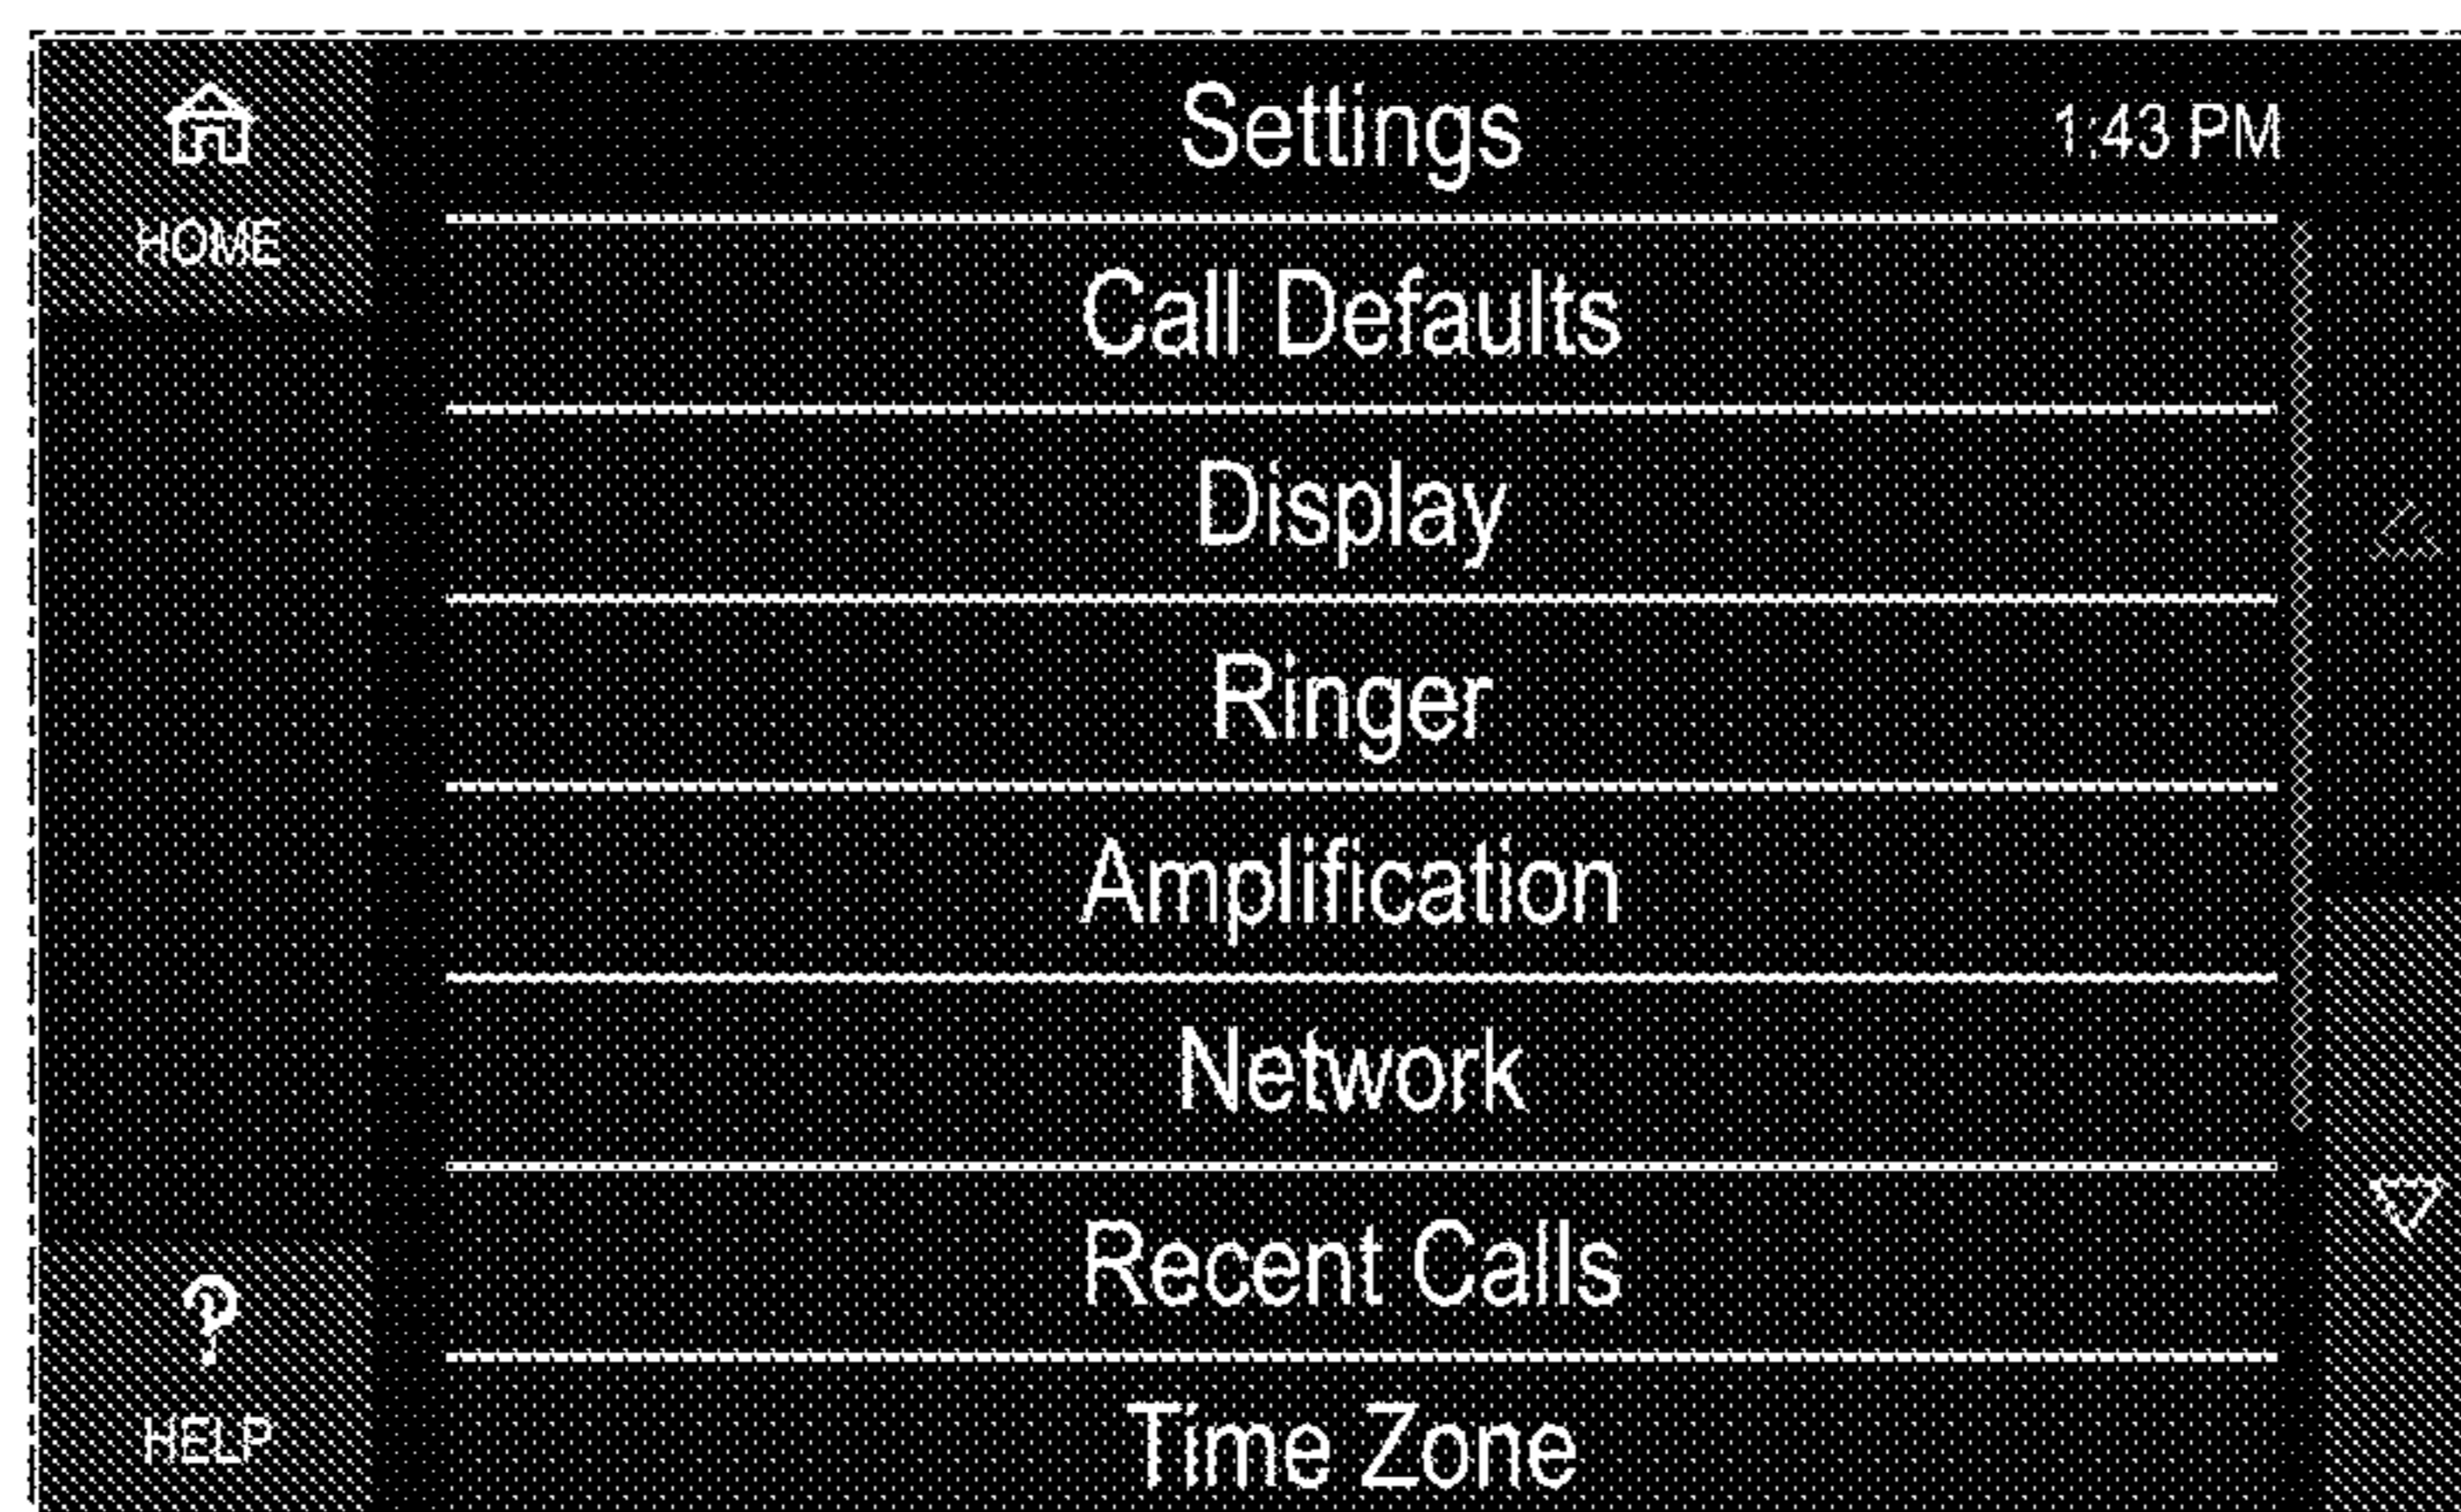 Settings
1:43 PM
HOME
Call Defaults
Display
Ringer
Amplification
Network
Recent Calls
Time Zone
?
HELP